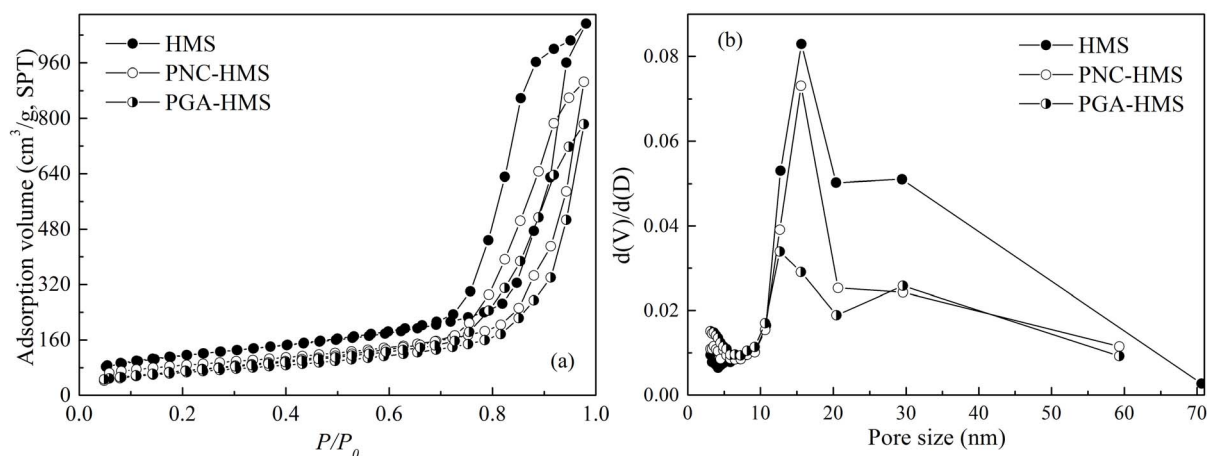 HMS
PNC-HMS
PGA-HMS
Adsorption volume (cm³/g, SPT)
960
800
640
480
320
160
0
0.0 0.2 0.4 0.6 0.8 1.0
P/P₀
(a)
(b)
HMS
PNC-HMS
PGA-HMS
d(V)/d(D)
0.08
0.06
0.04
0.02
0.00
0 10 20 30 40 50 60 70
Pore size (nm)